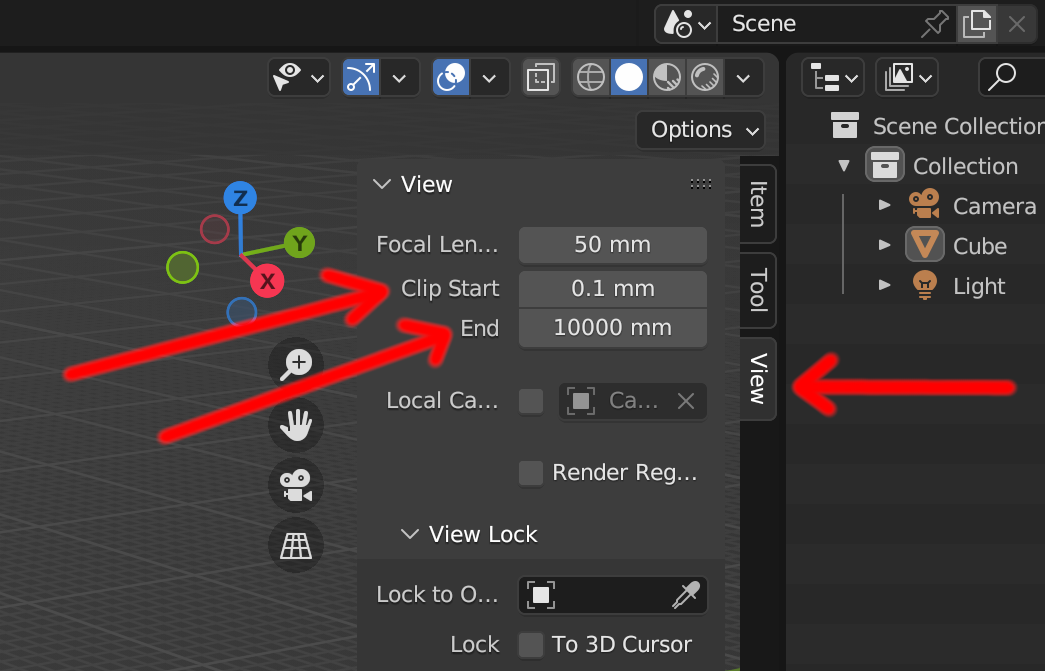 Scene
Options
Scene Collection
View
Item
Collection
Camera
Z
Y
X
Focal Len... 50 mm
Cube
Clip Start 0.1 mm
Tool
Light
End 10000 mm
View
Local Ca... Ca...
Render Reg...
View Lock
Lock to O...
Lock To 3D Cursor